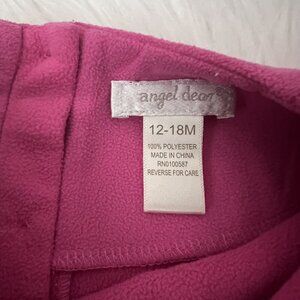 angel dear
12-18M
100% POLYESTER
MADE IN CHINA
RN0100587
REVERSE FOR CARE